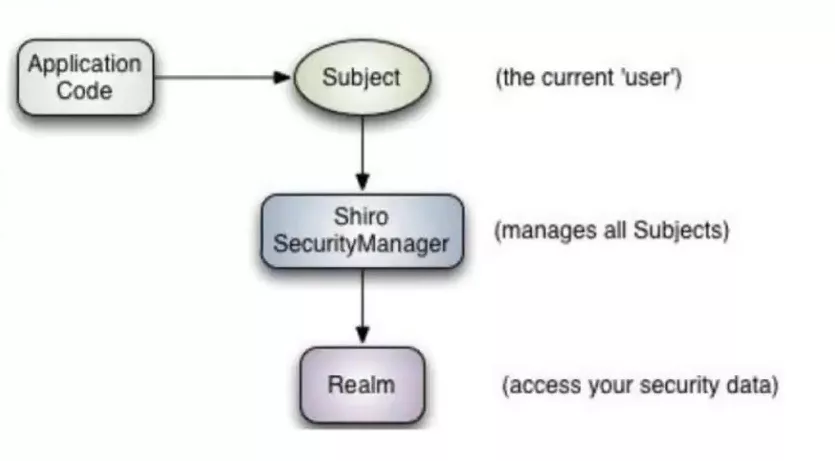 Application
Code
Subject
(the current 'user')
Shiro
SecurityManager
(manages all Subjects)
Realm
(access your security data)